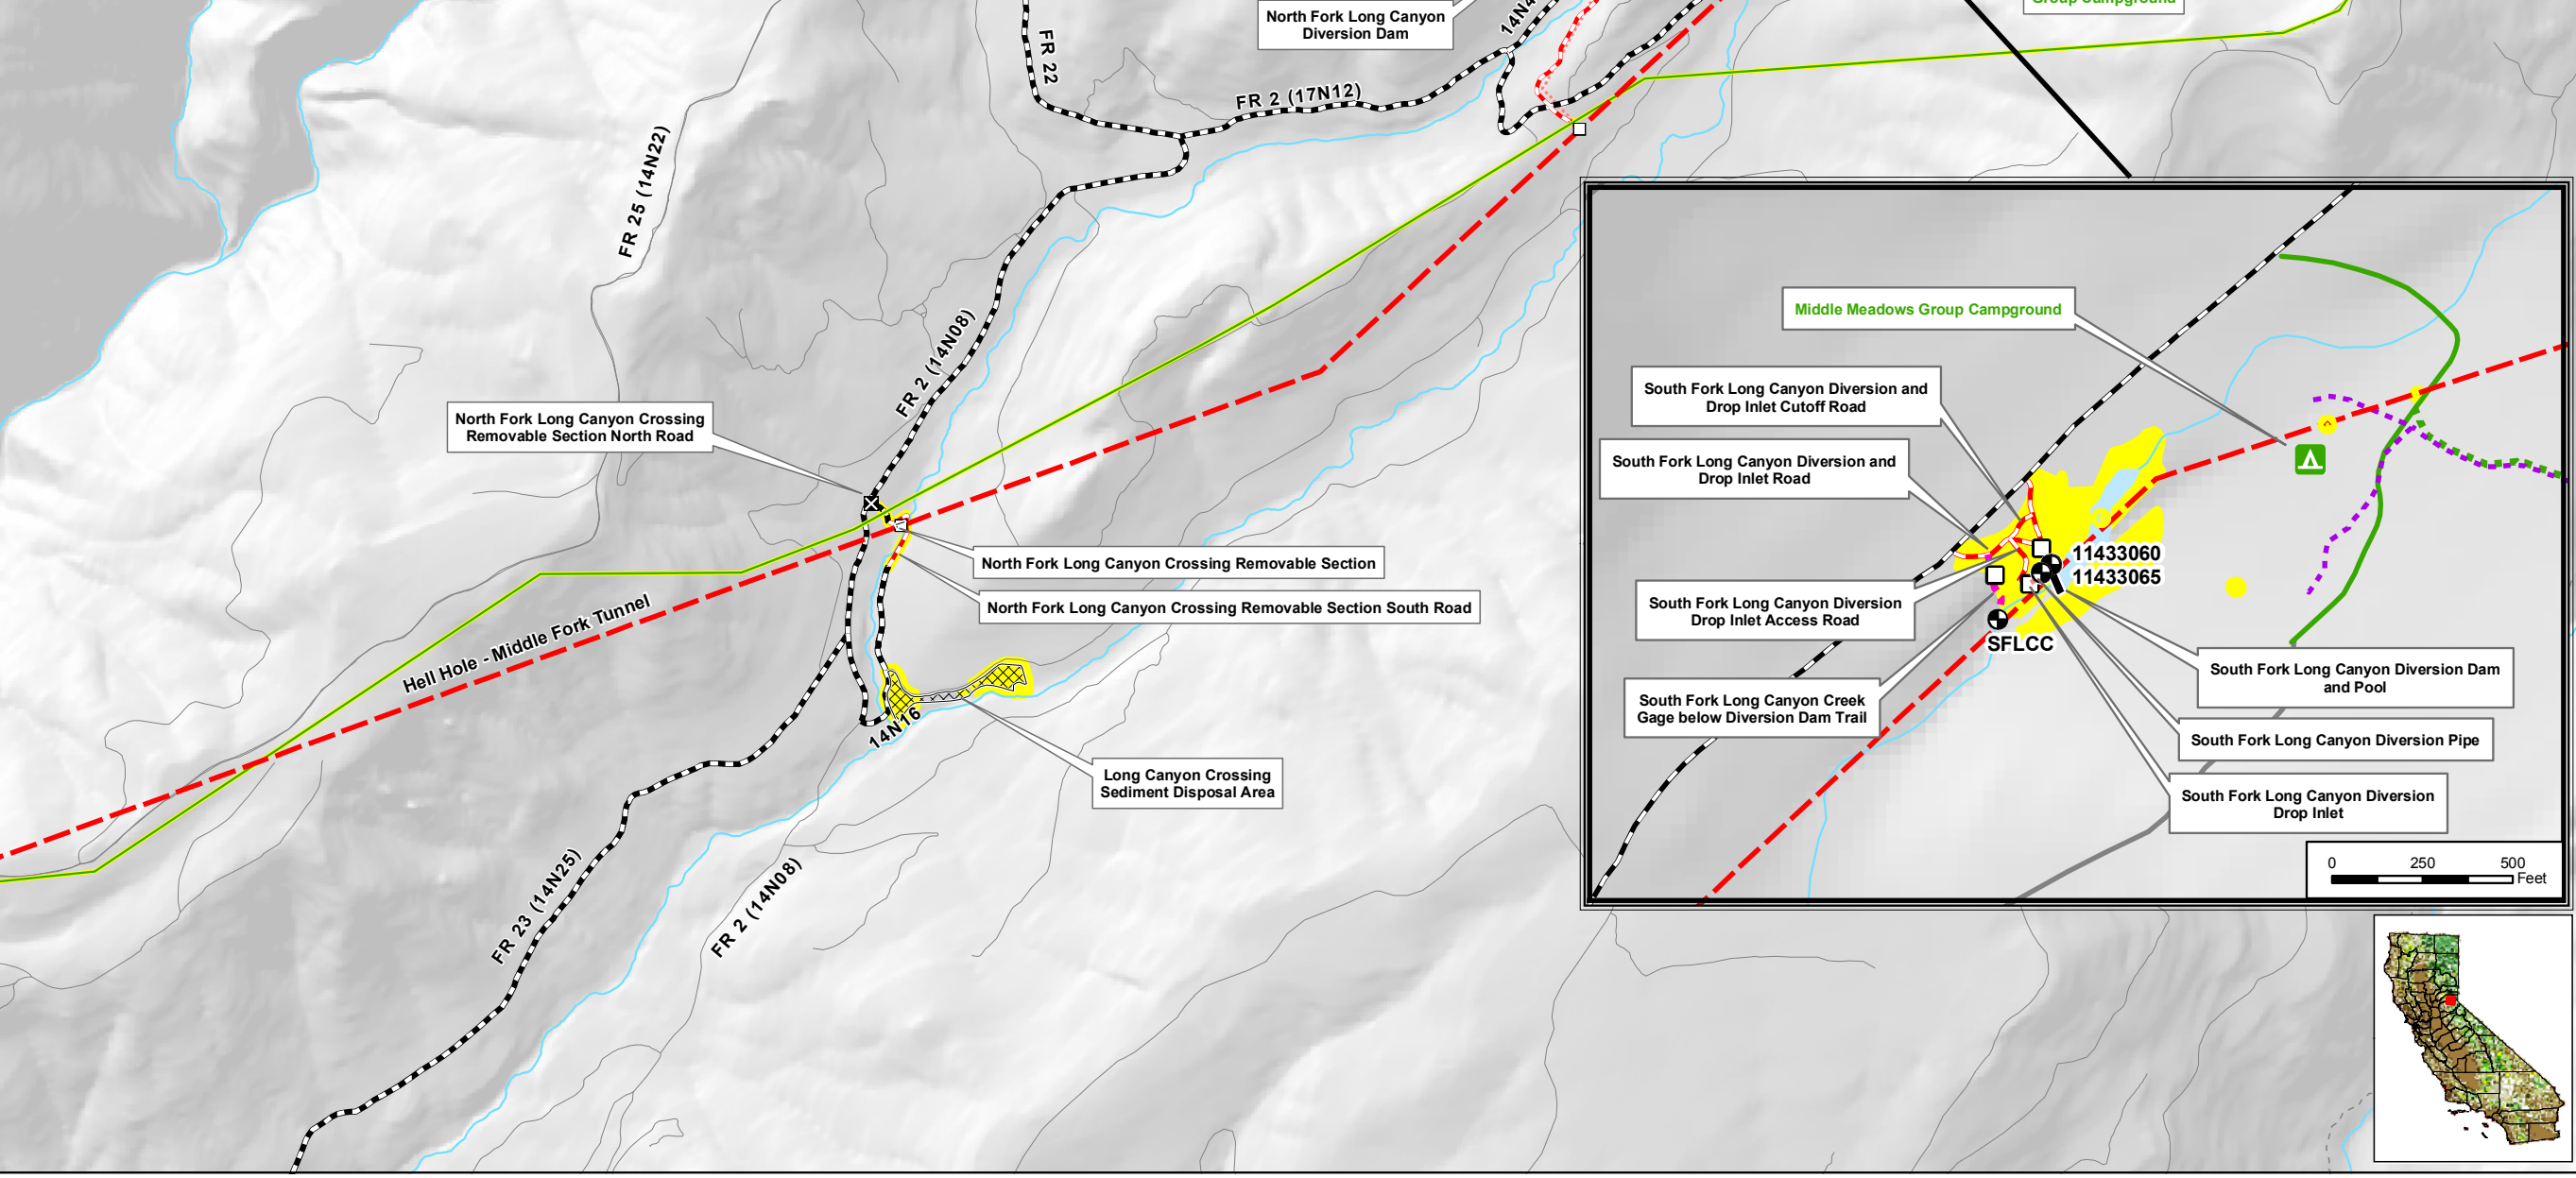 North Fork Long Canyon
Diversion Dam
14N4
Group Campground
FR 22
FR 2 (17N12)
FR 25 (14N22)
FR 2 (14N08)
North Fork Long Canyon Crossing
Removable Section North Road
North Fork Long Canyon Crossing Removable Section
North Fork Long Canyon Crossing Removable Section South Road
Hell Hole - Middle Fork Tunnel
14N16
Long Canyon Crossing
Sediment Disposal Area
FR 23 (14N25)
FR 2 (14N08)
Middle Meadows Group Campground
South Fork Long Canyon Diversion and
Drop Inlet Cutoff Road
South Fork Long Canyon Diversion and
Drop Inlet Road
11433060
11433065
South Fork Long Canyon Diversion
Drop Inlet Access Road
SFLCC
South Fork Long Canyon Creek
Gage below Diversion Dam Trail
South Fork Long Canyon Diversion Dam
and Pool
South Fork Long Canyon Diversion Pipe
South Fork Long Canyon Diversion
Drop Inlet
0 250 500
Feet